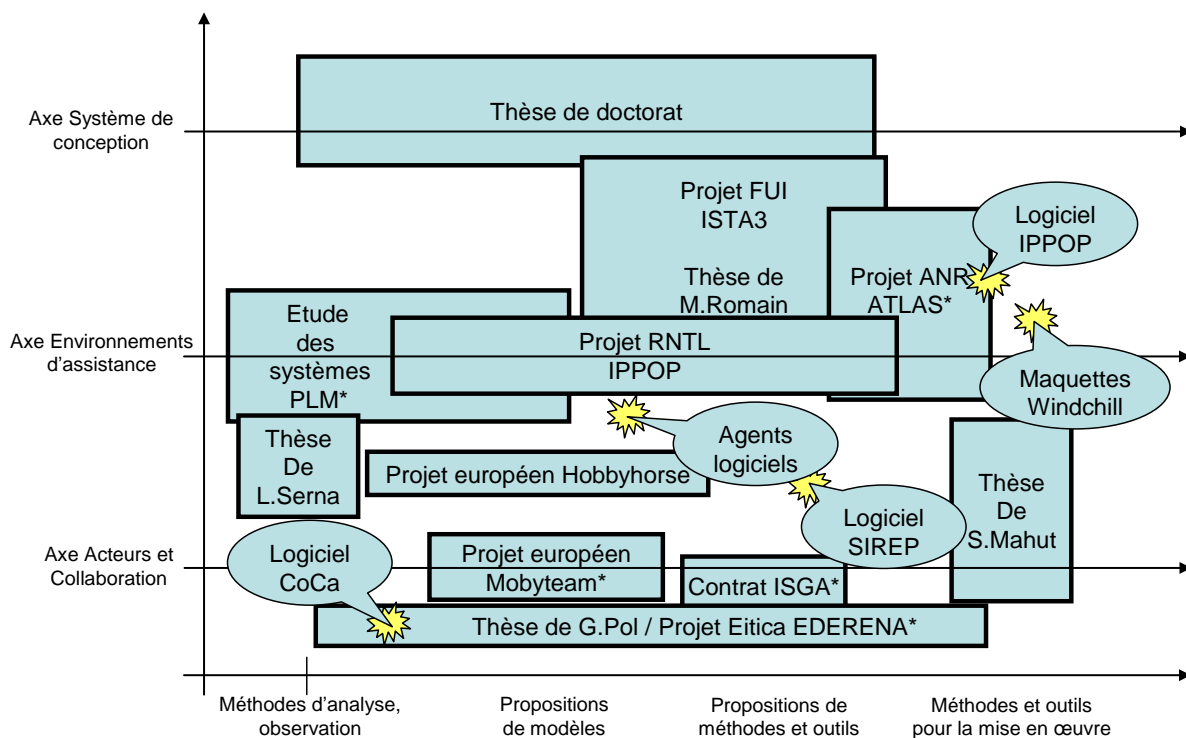 Axe Système de
conception
Thèse de doctorat
Projet FUI
ISTA3
Thèse de
M.Romain
Projet ANR
ATLAS*
Logiciel
IPPOP
Axe Environnements
d’assistance
Etude
des
systèmes
PLM*
Projet RNTL
IPPOP
Maquettes
Windchill
Thèse
De
L.Serna
Projet européen Hobbyhorse
Agents
logiciels
Logiciel
SIREP
Thèse
De
S.Mahut
Axe Acteurs et
Collaboration
Logiciel
CoCa
Projet européen
Mobyteam*
Contrat ISGA*
Thèse de G.Pol / Projet Eitica EDERENA*
Méthodes d’analyse,
observation
Propositions
de modèles
Propositions de
méthodes et outils
Méthodes et outils
pour la mise en œuvre